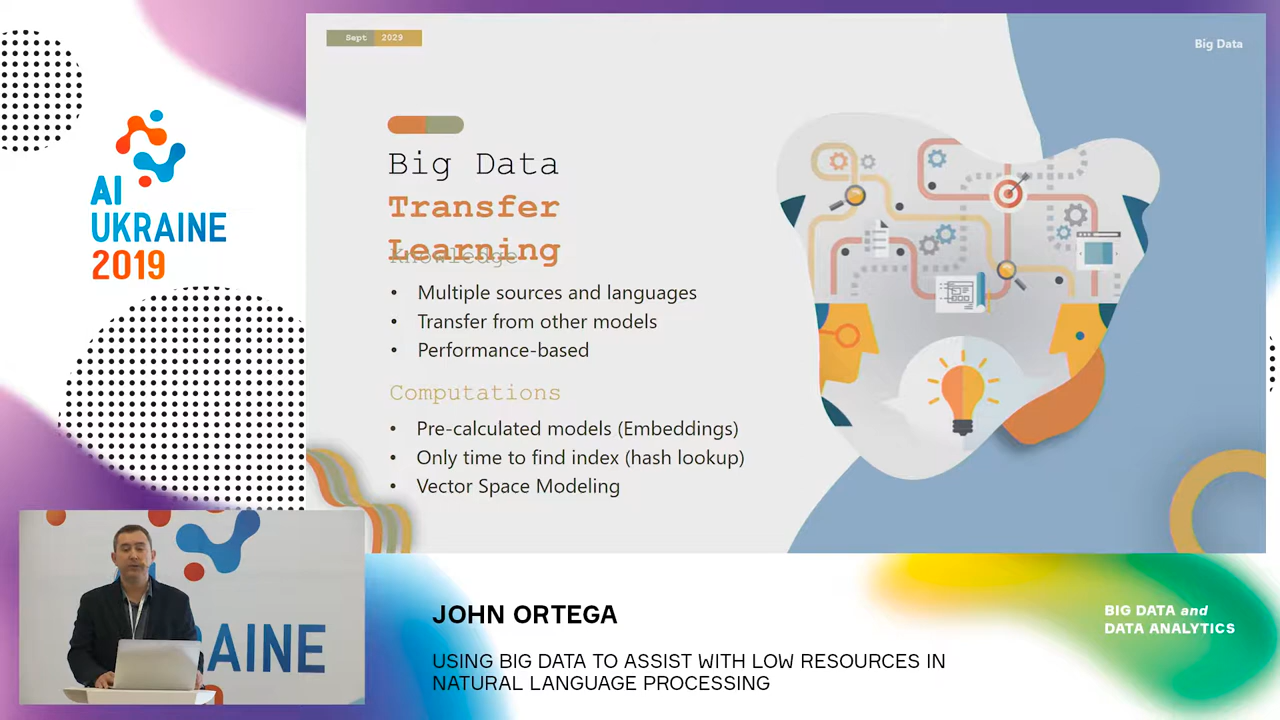 Sept 2029
Big Data
AI
UKRAINE
2019
Big Data
Transfer
Learning
Knowledge
• Multiple sources and languages
• Transfer from other models
• Performance-based
Computations
• Pre-calculated models (Embeddings)
• Only time to find index (hash lookup)
• Vector Space Modeling
RAINE
JOHN ORTEGA
USING BIG DATA TO ASSIST WITH LOW RESOURCES IN
NATURAL LANGUAGE PROCESSING
BIG DATA and
DATA ANALYTICS